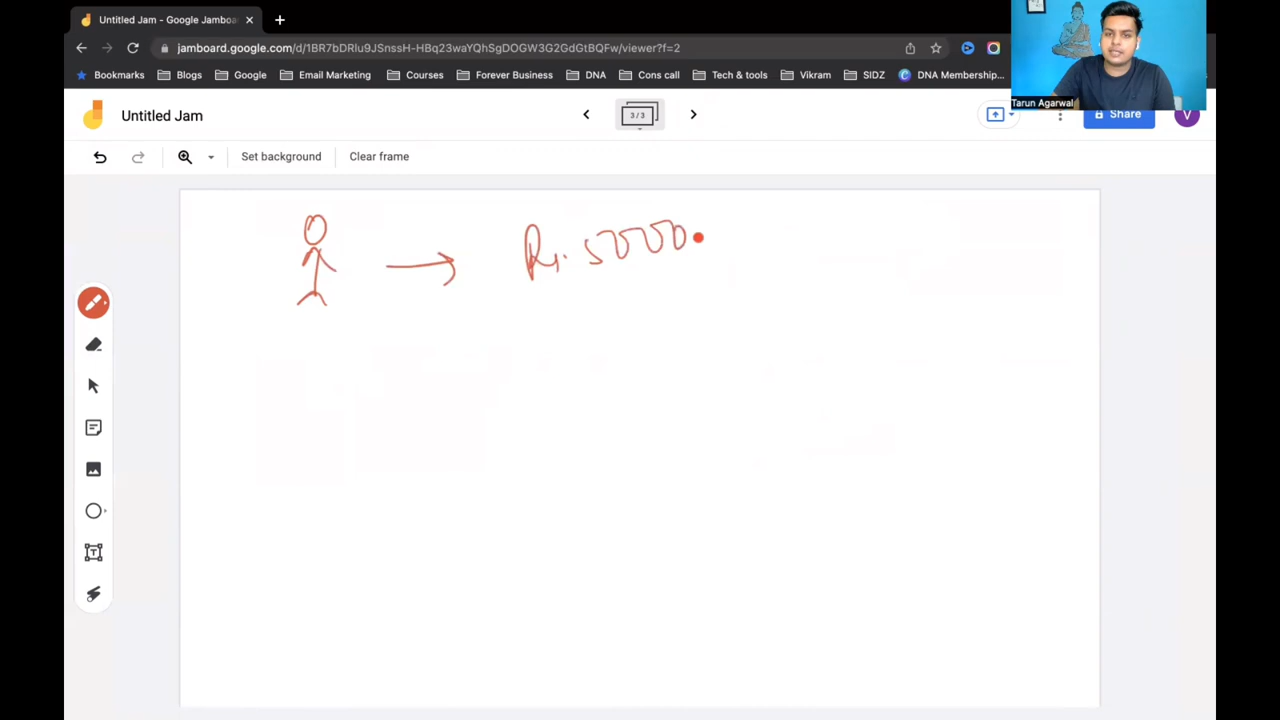 Untitled Jam - Google Jamboa
jamboard.google.com/d/1BR7bDRIu9JSnssH-HBq23waYQhSgDOGW3G2GdGtBQFw/viewer?f=2
Bookmarks Blogs Google Email Marketing Courses Forever Business DNA Cons call Tech & tools Vikram SIDZ DNA Membership...
Tarun Agarwal
Untitled Jam
3 / 3
Share
V
Set background Clear frame
Rs. 50000